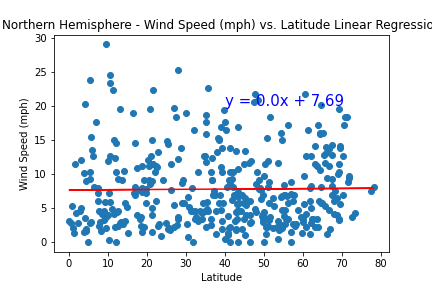 Northern Hemisphere - Wind Speed (mph) vs. Latitude Linear Regressio
30
25
20
15
10
5
0
Wind Speed (mph)
y = 0.0x + 7.69
0 10 20 30 40 50 60 70 80
Latitude